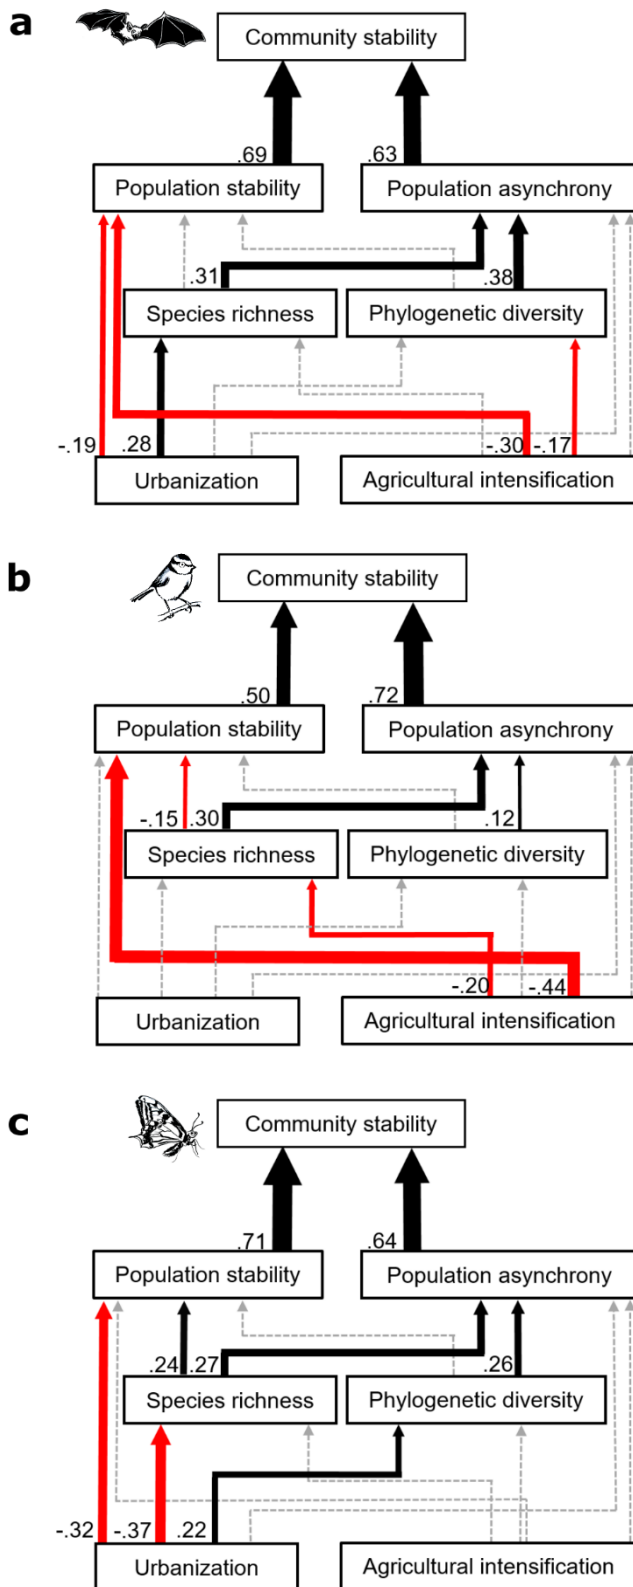 a
Community stability
.69
.63
Population stability
Population asynchrony
.31
.38
Species richness
Phylogenetic diversity
-.19
.28
-.30
-.17
Urbanization
Agricultural intensification
b
Community stability
.50
.72
Population stability
Population asynchrony
-.15
.30
.12
Species richness
Phylogenetic diversity
-.20
-.44
Urbanization
Agricultural intensification
c
Community stability
.71
.64
Population stability
Population asynchrony
.24
.27
.26
Species richness
Phylogenetic diversity
-.32
-.37
.22
Urbanization
Agricultural intensification